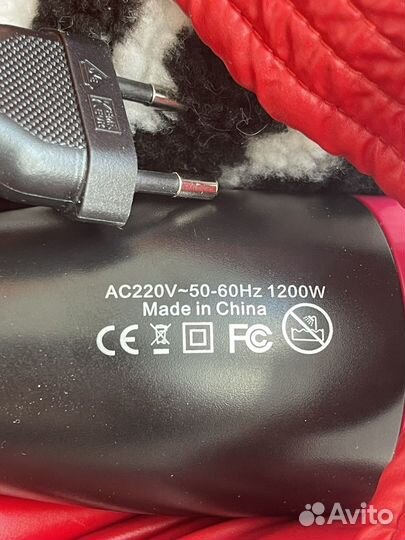 AC220V~50-60Hz 1200W
Made in China
CE FC
Avito